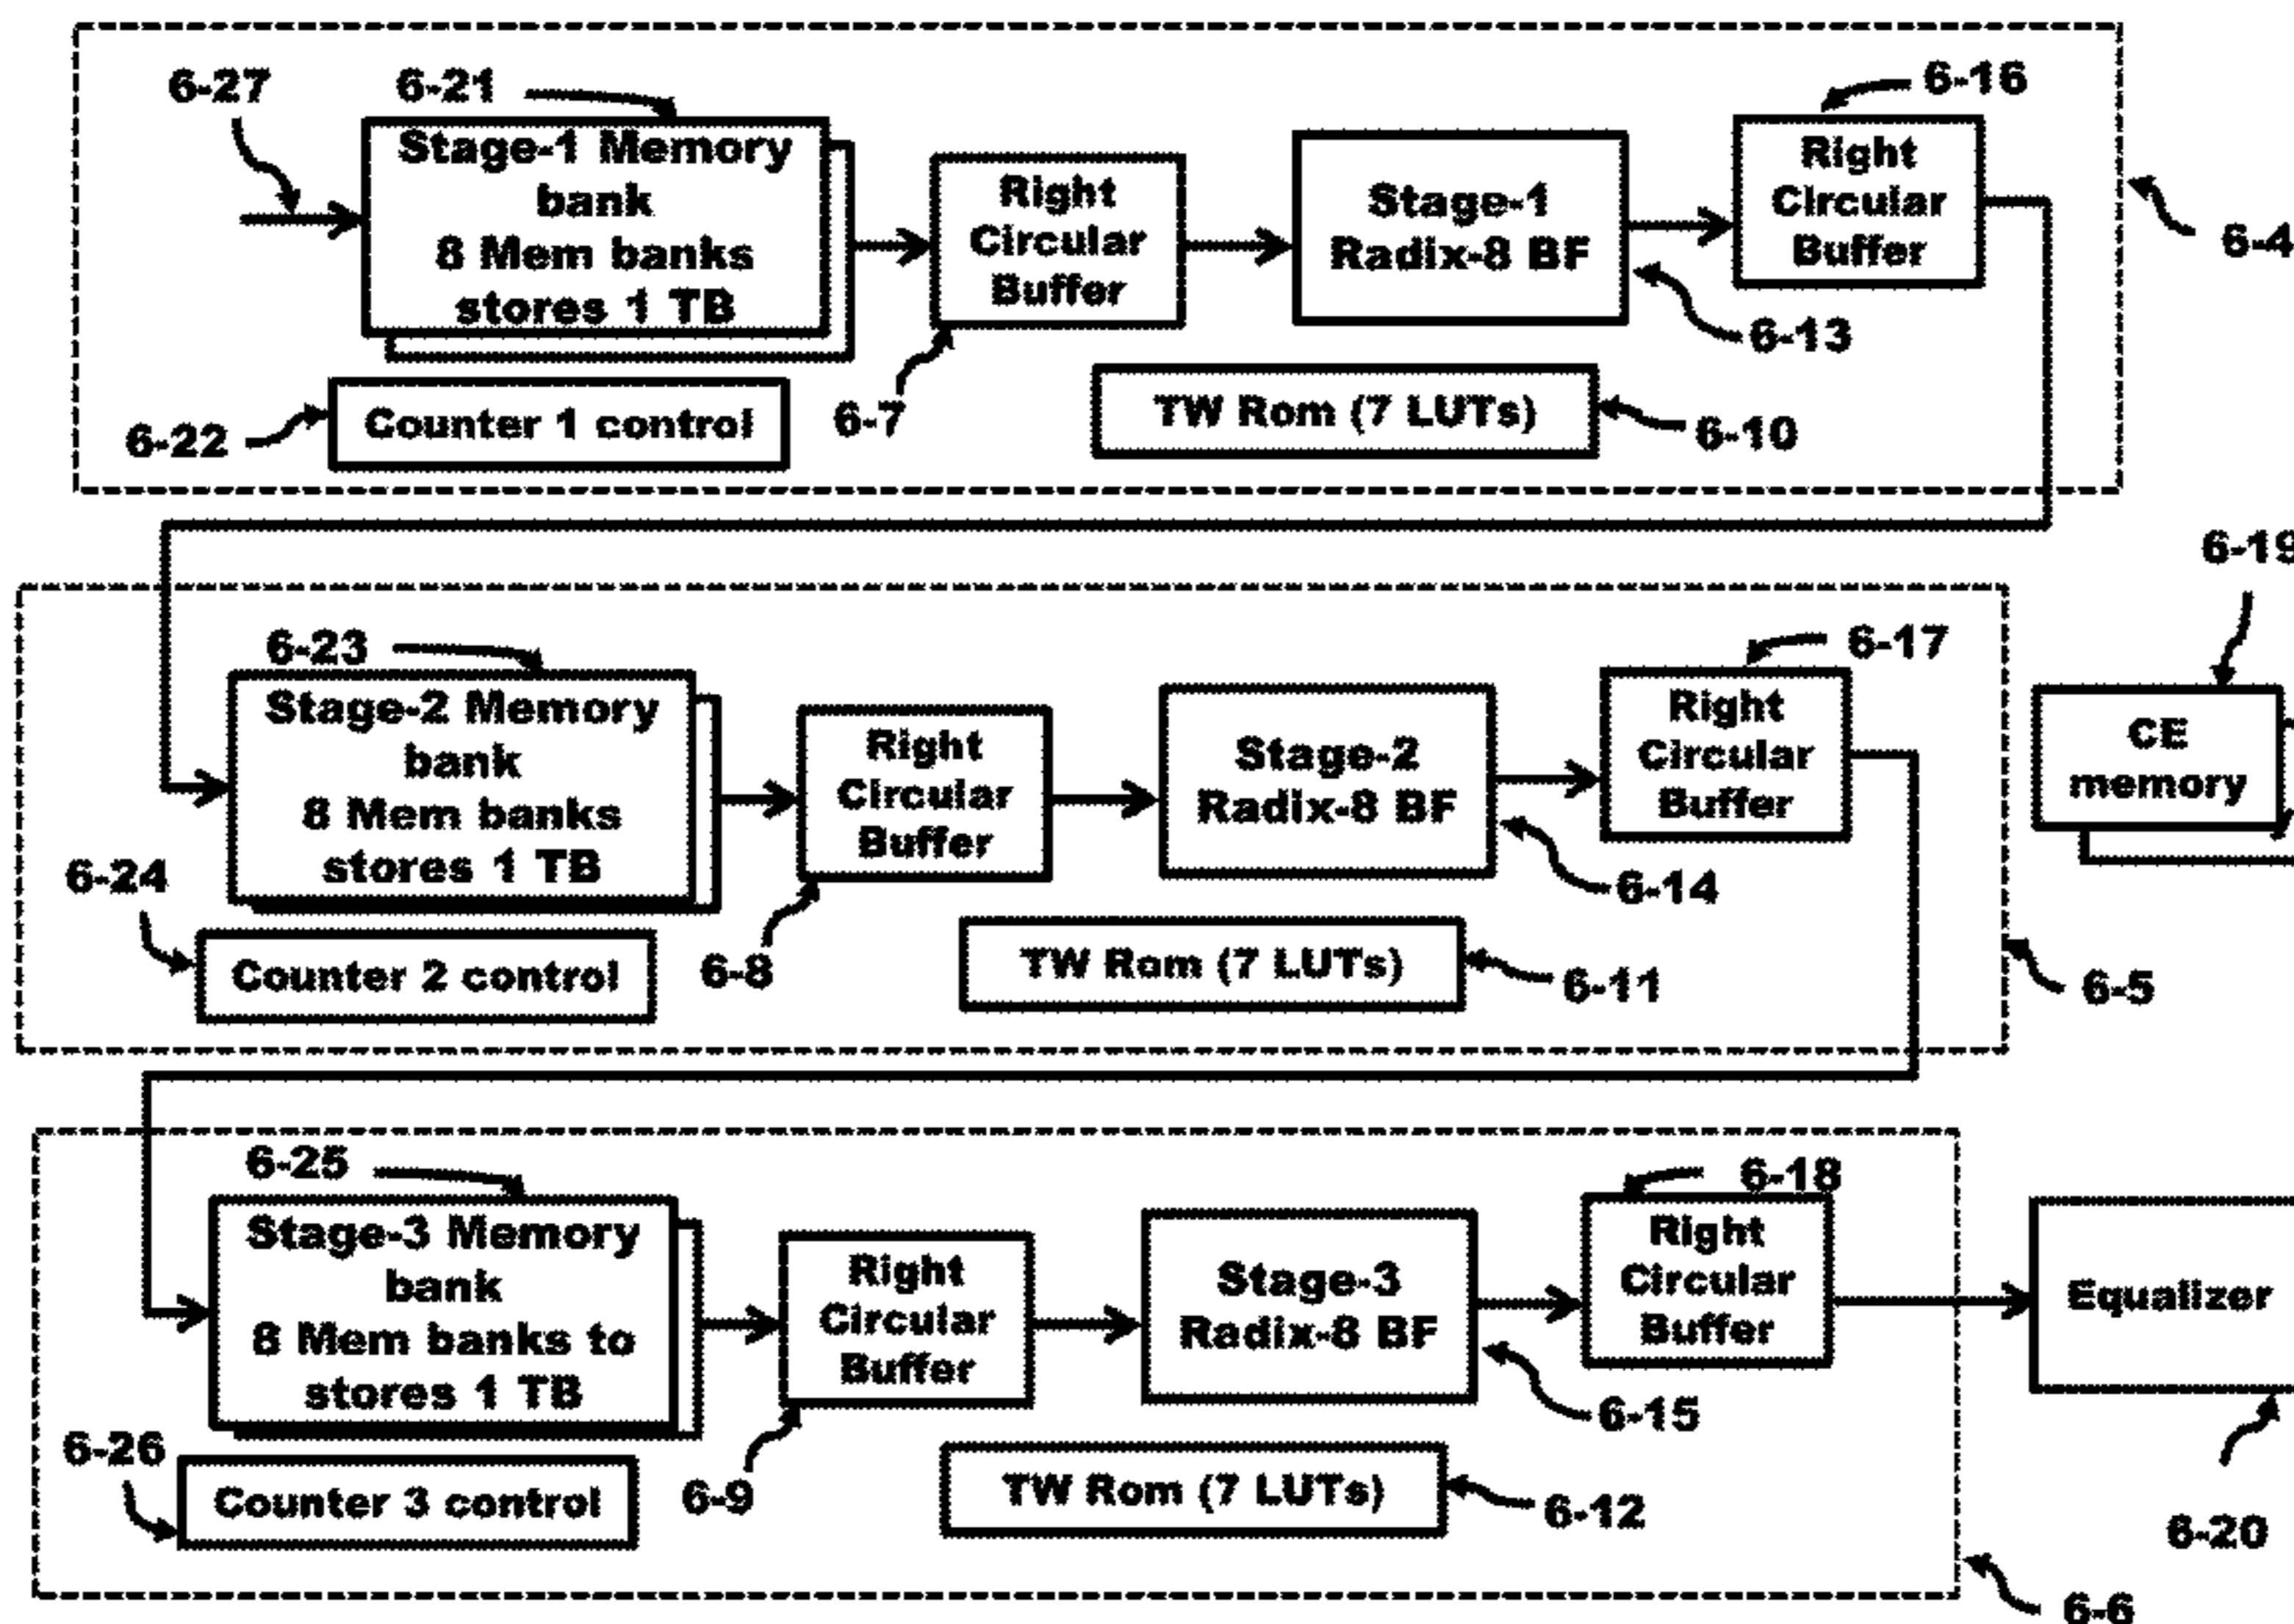 6-27
6-21
6-16
Stage-1 Memory
bank
8 Mem banks
stores 1 TB
Right
Circular
Buffer
Stage-1
Radix-8 BF
Right
Circular
Buffer
6-4
6-13
6-22
Counter 1 control
6-7
TW Rom (7 LUTs)
6-10
6-19
6-23
6-17
Stage-2 Memory
bank
8 Mem banks
stores 1 TB
Right
Circular
Buffer
Stage-2
Radix-8 BF
Right
Circular
Buffer
CE
memory
6-24
6-14
Counter 2 control
6-8
TW Rom (7 LUTs)
6-11
6-5
6-25
6-18
Stage-3 Memory
bank
8 Mem banks to
stores 1 TB
Right
Circular
Buffer
Stage-3
Radix-8 BF
Right
Circular
Buffer
Equalizer
6-15
6-26
Counter 3 control
6-9
TW Rom (7 LUTs)
6-12
6-20
6-6